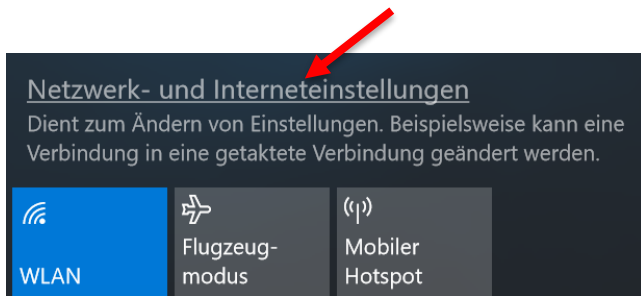 Netzwerk- und Interneteinstellungen
Dient zum Ändern von Einstellungen. Beispielsweise kann eine
Verbindung in eine getaktete Verbindung geändert werden.
WLAN
Flugzeug-
modus
Mobiler
Hotspot